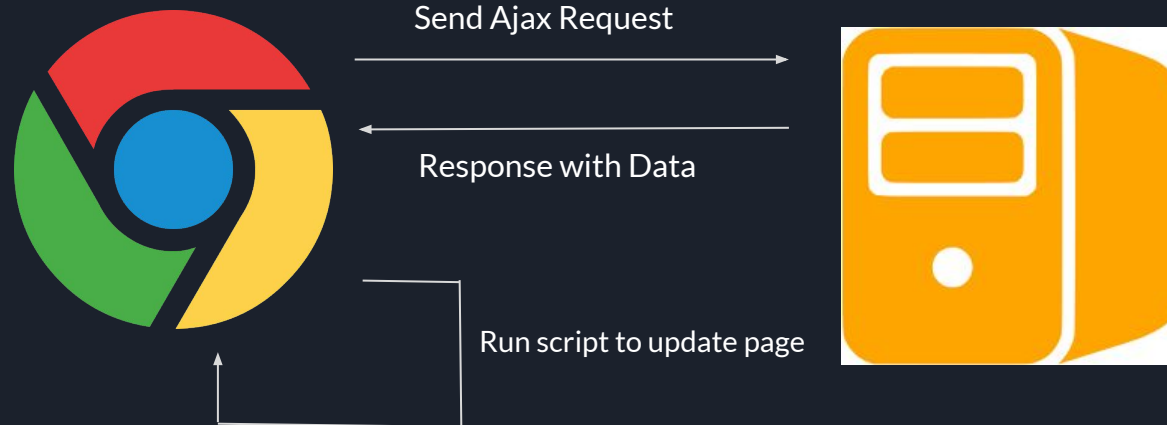 Send Ajax Request
Response with Data
Run script to update page